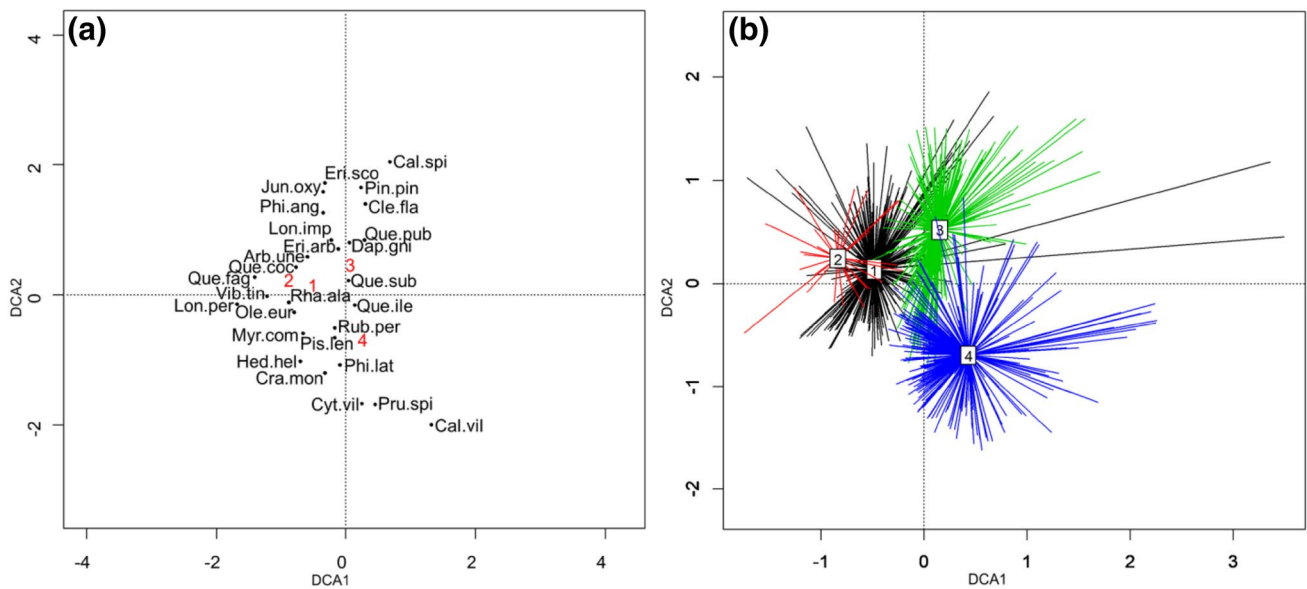 (a)
4
2
0
-2
-4
-2
0
2
4
DCA1
DCA2
Cal.spi
Eri.sco
Jun.oxy
Pin.pin
Phi.ang
Cle.fla
Lon.imp
Que.pub
Eri.arb
Dap.gni
Arb.une
Que.coc
3
Que.fag
2
1
Que.sub
Vib.tin
Rha.ala
Lon.per
Ole.eur
Que.ile
Myr.com
Rub.per
Pis.len
4
Hed.hel
Phi.lat
Cra.mon
Cyt.vil
Pru.spi
Cal.vil
(b)
2
1
0
-1
-2
-1
0
1
2
3
DCA1
DCA2
3
2
1
4